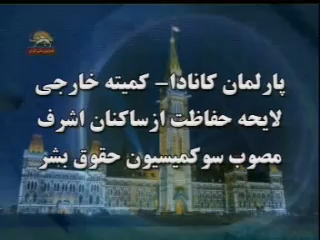 پارلمان کانادا - کمیته خارجی
لایحه حفاظت ازساکنان اشرف
مصوب سوکمیسیون حقوق بشر